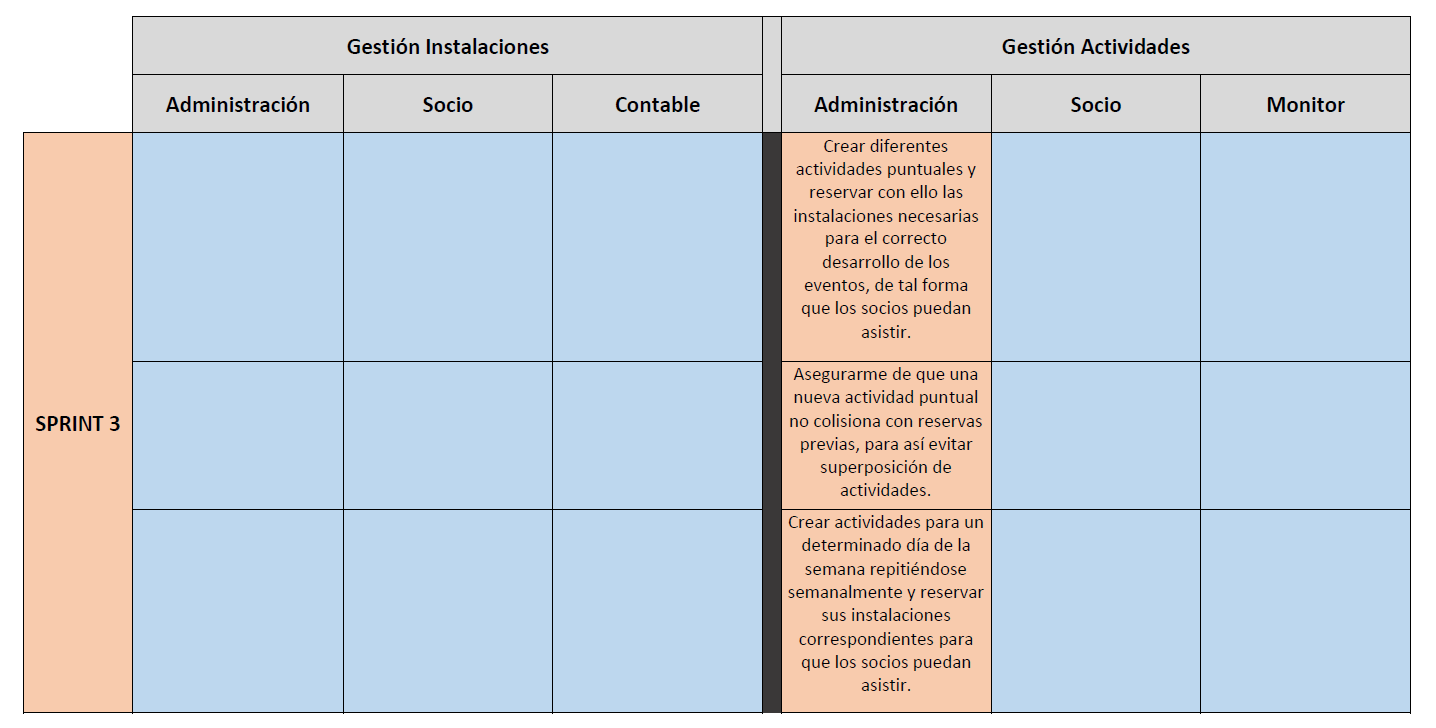 Gestión Instalaciones
Gestión Actividades
Administración
Socio
Contable
Administración
Socio
Monitor
SPRINT 3
Crear diferentes
actividades puntuales y
reservar con ello las
instalaciones necesarias
para el correcto
desarrollo de los
eventos, de tal forma
que los socios puedan
asistir.
Asegurarme de que una
nueva actividad puntual
no colisiona con reservas
previas, para así evitar
superposición de
actividades.
Crear actividades para un
determinado día de la
semana repitiéndose
semanalmente y reservar
sus instalaciones
correspondientes para
que los socios puedan
asistir.